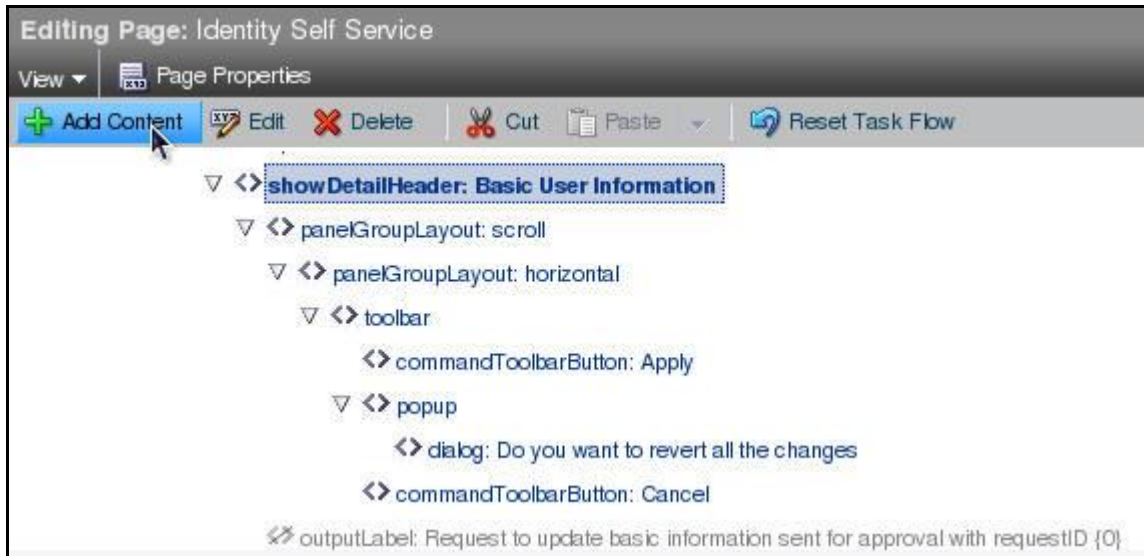 Editing Page: Identity Self Service
View Page Properties
Add Content Edit Delete Cut Paste Reset Task Flow
showDetailHeader: Basic User Information
panelGroupLayout: scroll
panelGroupLayout: horizontal
toolbar
commandToolbarButton: Apply
popup
dialog: Do you want to revert all the changes
commandToolbarButton: Cancel
outputLabel: Request to update basic information sent for approval with requestID {0}